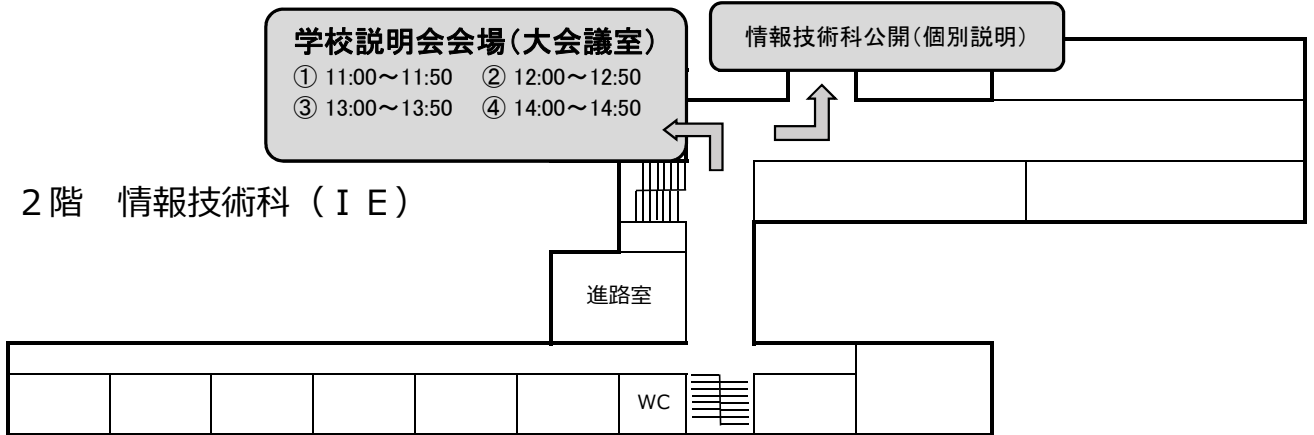 学校説明会会場（大会議室）
① 11:00～11:50　② 12:00～12:50
③ 13:00～13:50　④ 14:00～14:50
情報技術科公開（個別説明）
２階　情報技術科（ＩＥ）
進路室
WC